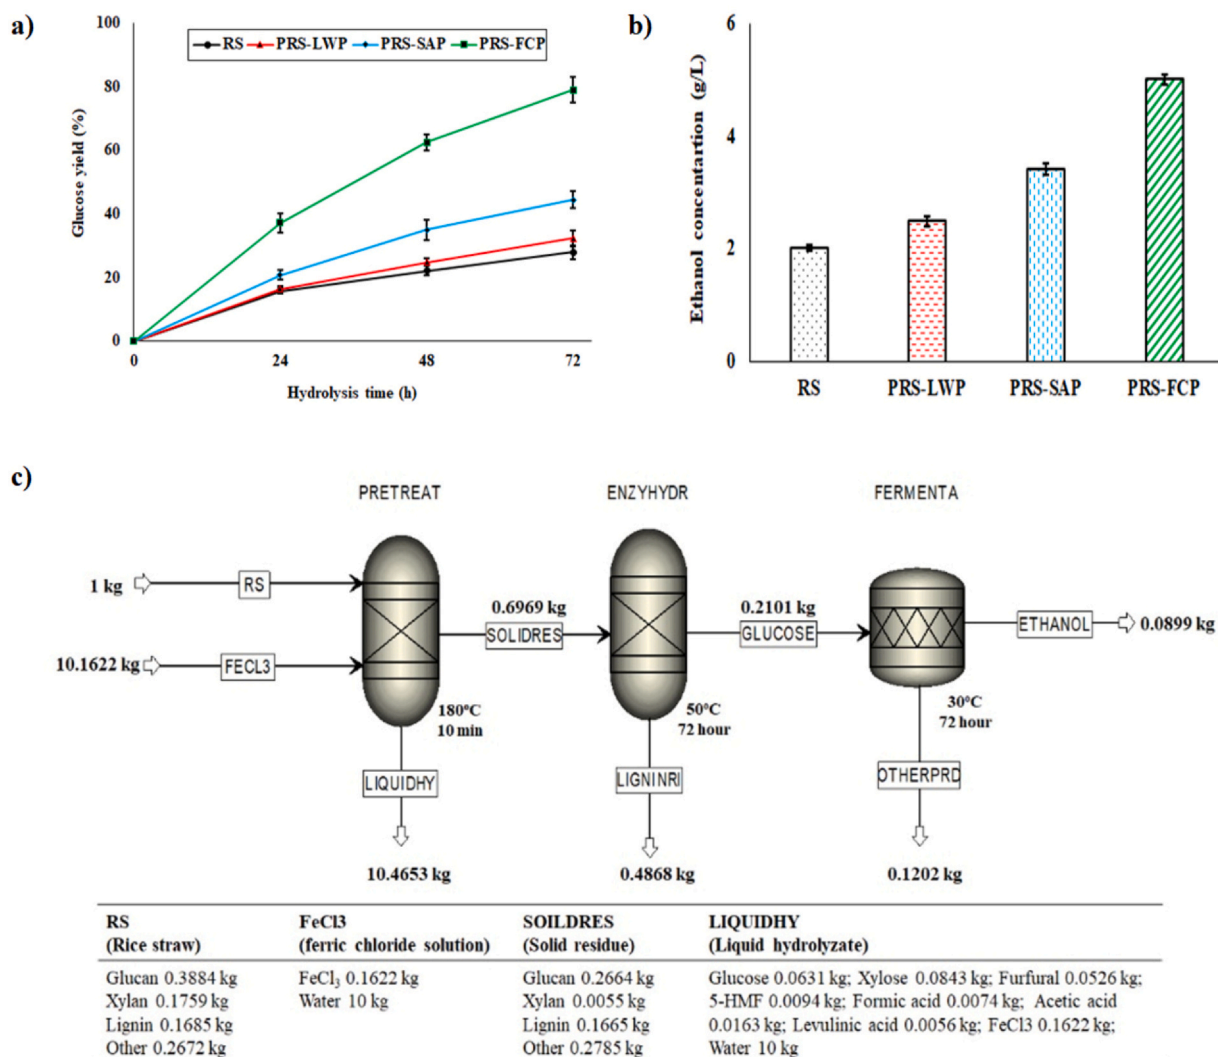 a)
100
80
60
40
20
0
Glucose yield (%)
RS PRS-LWP PRS-SAP PRS-FCP
0 24 48 72
Hydrolysis time (h)
b)
6
4
2
0
Ethanol concentartion (g/L)
RS PRS-LWP PRS-SAP PRS-FCP
c)
PRETREAT ENZYHYDR FERMENTA
1 kg RS
0.6969 kg
SOLIDRES
0.2101 kg
GLUCOSE
ETHANOL 0.0899 kg
10.1622 kg FECL3
180°C
10 min
50°C
72 hour
30°C
72 hour
LIQUIDHY LIGNINRI OTHERPRD
10.4653 kg 0.4868 kg 0.1202 kg
RS FeCl3 SOILDRES LIQUIDHY
(Rice straw) (ferric chloride solution) (Solid residue) (Liquid hydrolyzate)
Glucan 0.3884 kg FeCl₃ 0.1622 kg Glucan 0.2664 kg Glucose 0.0631 kg; Xylose 0.0843 kg; Furfural 0.0526 kg;
Xylan 0.1759 kg Water 10 kg Xylan 0.0055 kg 5-HMF 0.0094 kg; Formic acid 0.0074 kg; Acetic acid
Lignin 0.1685 kg Lignin 0.1665 kg 0.0163 kg; Levulinic acid 0.0056 kg; FeCl3 0.1622 kg;
Other 0.2672 kg Other 0.2785 kg Water 10 kg